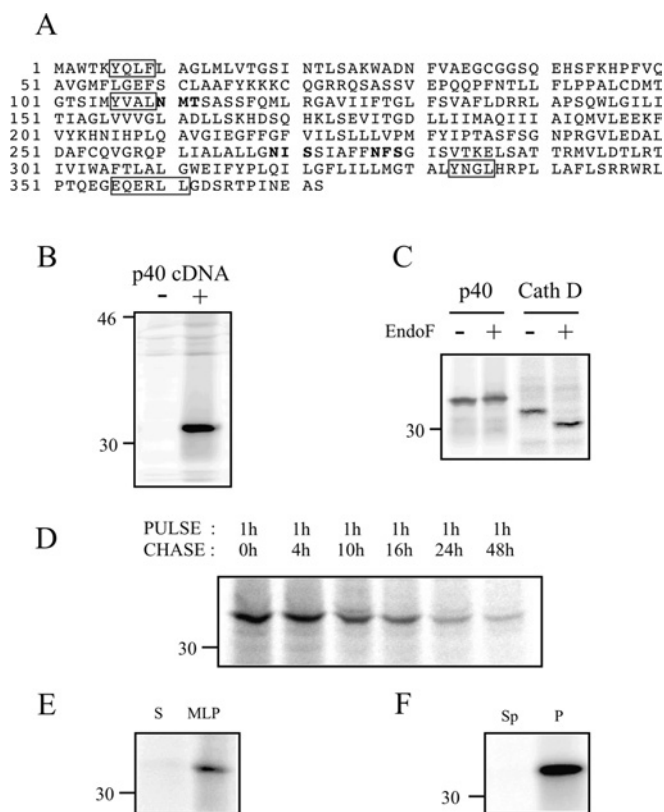 A
1 MAWTKYQLFL AGLMLVTGSI NTLSAKWADN FVAEGCGGSQ EHSFKHPFVQ
51 AVGMFLGEFS CLAAFYKKKC QGRRQSASSV EPQQPFNTLL FLPPALCDMT
101 GTSIMYVALN MTSASSFQML RGAVIIFTGL FSVAFLDRRL APSQWLGILI
151 TIAGLVVVGL ADLLSKHDSQ HKLSEVITGD LLIIMAQIII AIQMVLEEKF
201 VYKHNIHPLQ AVGIEGFFGF VILSLLLVPM FYIPTASFSG NPRGVLEDAL
251 DAFCQVGRQP LIALALLGNI SSIAFFNFSG ISVTKELSAT TRMVLDTLRT
301 IVIWAFTLAL GWEIFYPLQI LGFLILLMGT ALYNGLHRPL LAFLSRRWRL
351 PTQEGEQERL LGDSRTPINE AS
B
p40 cDNA
- +
46
30
C
p40 Cath D
EndoF - + - +
30
D
PULSE : 1h 1h 1h 1h 1h 1h
CHASE : 0h 4h 10h 16h 24h 48h
30
E
S MLP
30
F
Sp P
30